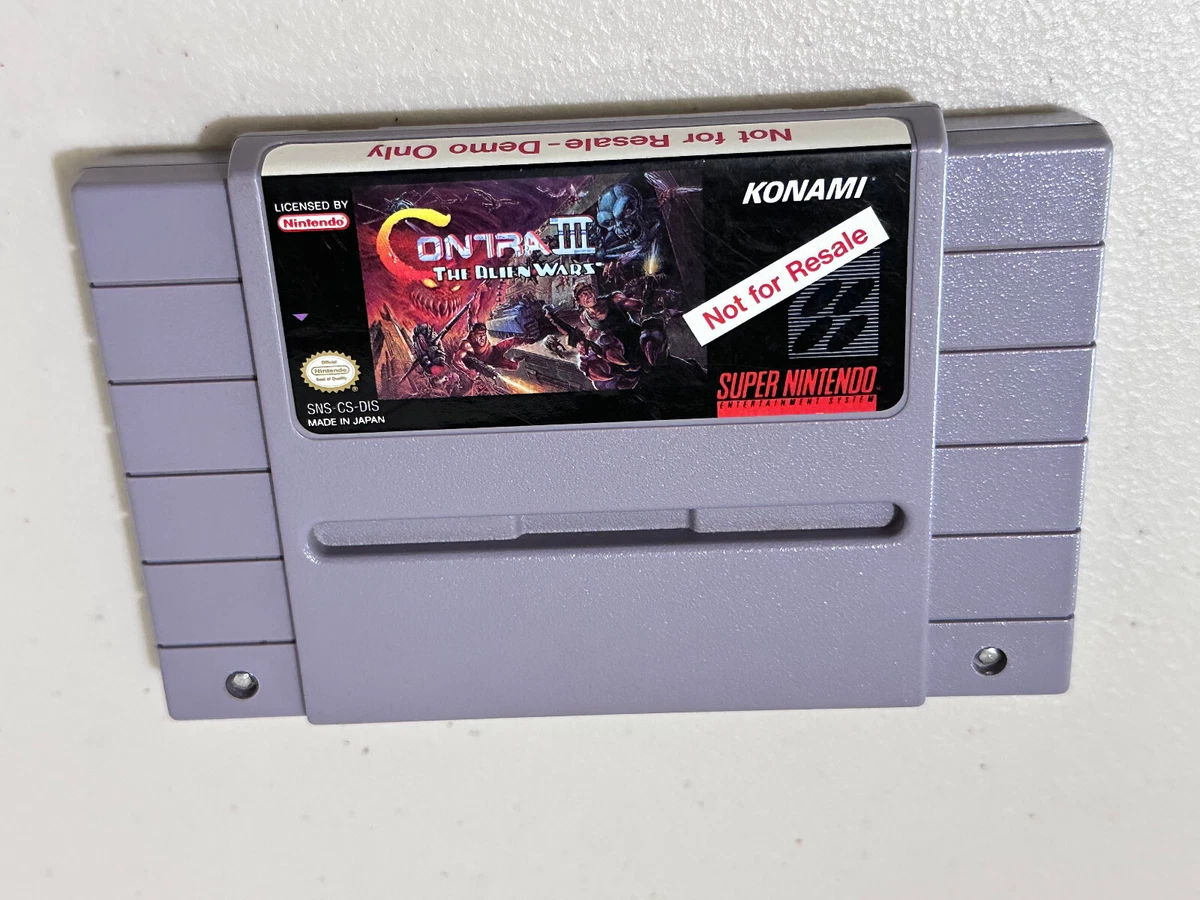 Not for Resale - Demo Only
LICENSED BY
Nintendo
KONAMI
CONTRA III
THE ALIEN WARS™
Not for Resale
Official
Nintendo
Seal of Quality
SNS-CS-DIS
MADE IN JAPAN
SUPER NINTENDO
ENTERTAINMENT SYSTEM